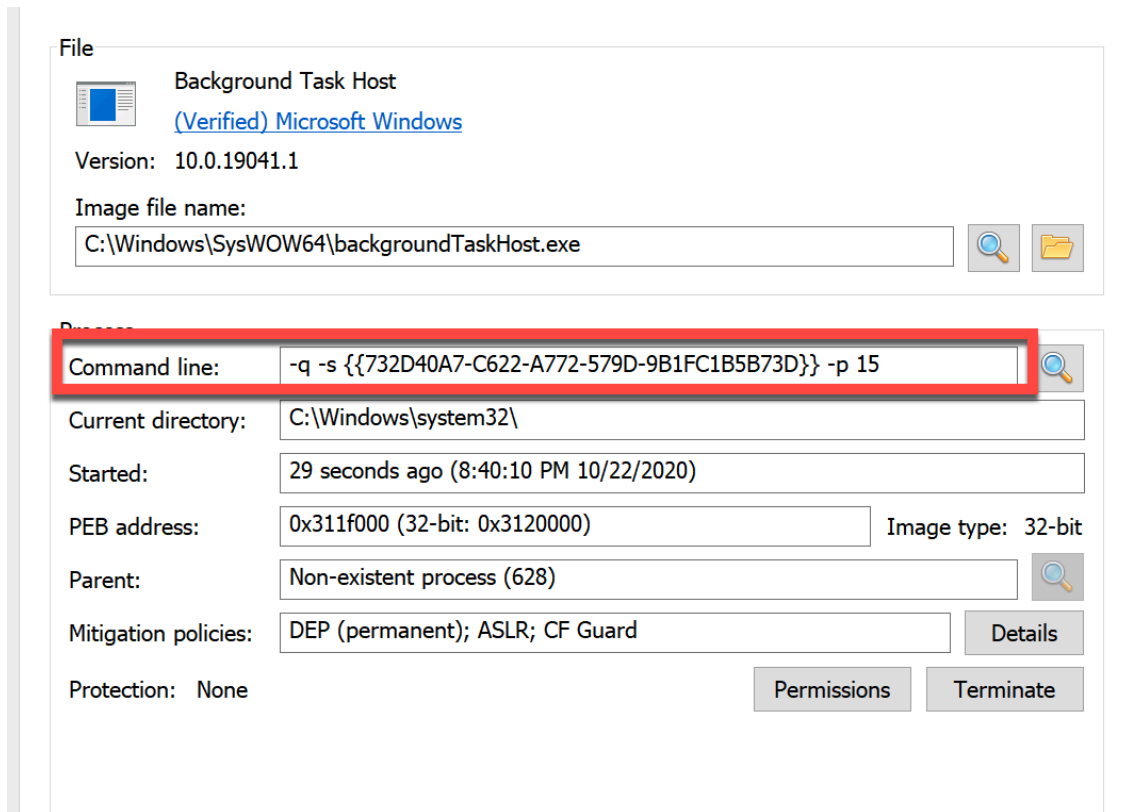 File
Background Task Host
(Verified) Microsoft Windows
Version: 10.0.19041.1
Image file name:
C:\Windows\SysWOW64\backgroundTaskHost.exe
Process
Command line: -q -s {{732D40A7-C622-A772-579D-9B1FC1B5B73D}} -p 15
Current directory: C:\Windows\system32\
Started: 29 seconds ago (8:40:10 PM 10/22/2020)
PEB address: 0x311f000 (32-bit: 0x3120000) Image type: 32-bit
Parent: Non-existent process (628)
Mitigation policies: DEP (permanent); ASLR; CF Guard Details
Protection: None Permissions Terminate